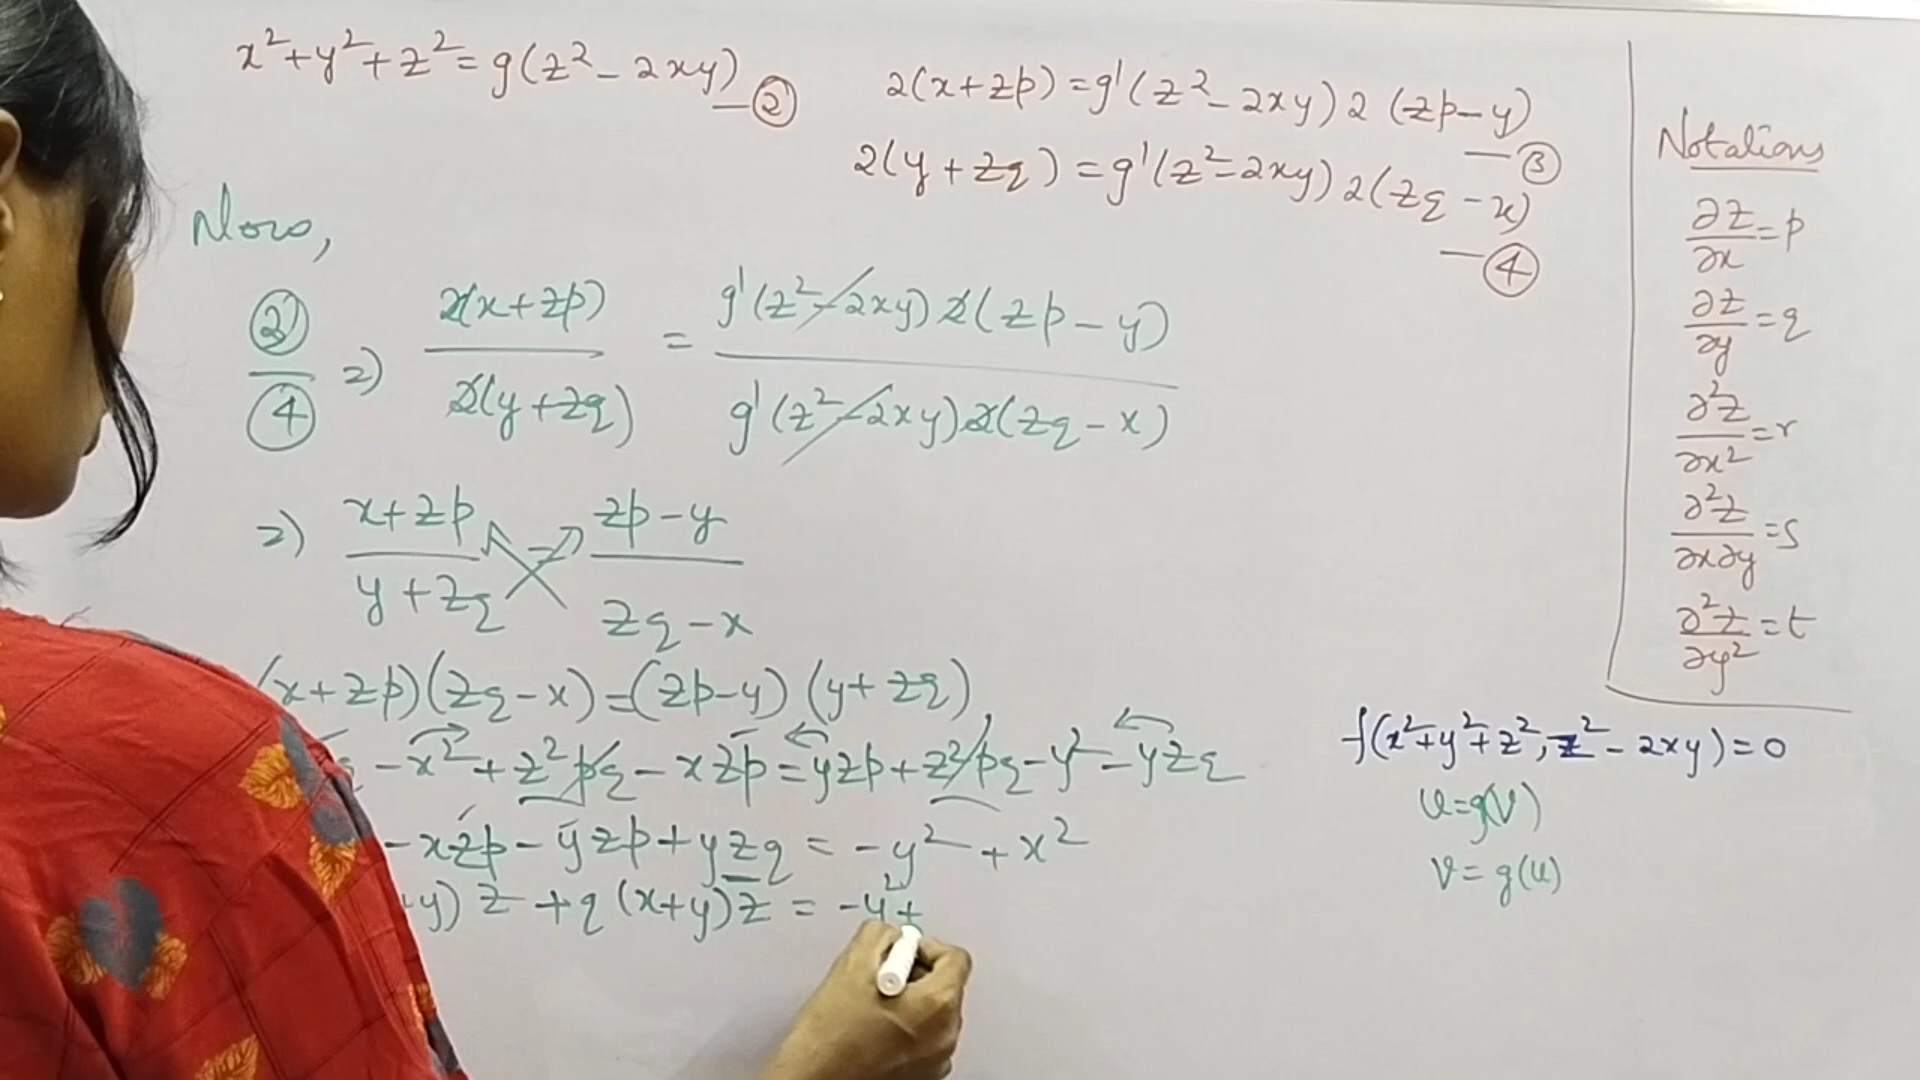 x²+y²+z²=g(z²-2xy) —②
2(x+zp)=g'(z²-2xy)2(zp-y) —③
2(y+zq)=g'(z²-2xy)2(zq-x) —④
Now,
②/④ ⇒ 2(x+zp)/2(y+zq) = g'(z²-2xy)2(zp-y)/g'(z²-2xy)2(zq-x)
⇒ (x+zp)/(y+zq) = (zp-y)/(zq-x)
(x+zp)(zq-x)=(zp-y)(y+zq)
q-x²+z²pq-xzp=yzp+z²pq-y²-yzq
-xzp-yzp+yzq=-y²+x²
+y)z+q(x+y)z=-y²+
Notations
∂z/∂x=p
∂z/∂y=q
∂²z/∂x²=r
∂²z/∂x∂y=s
∂²z/∂y²=t
f(x²+y²+z², z²-2xy)=0
u=g(v)
v=g(u)